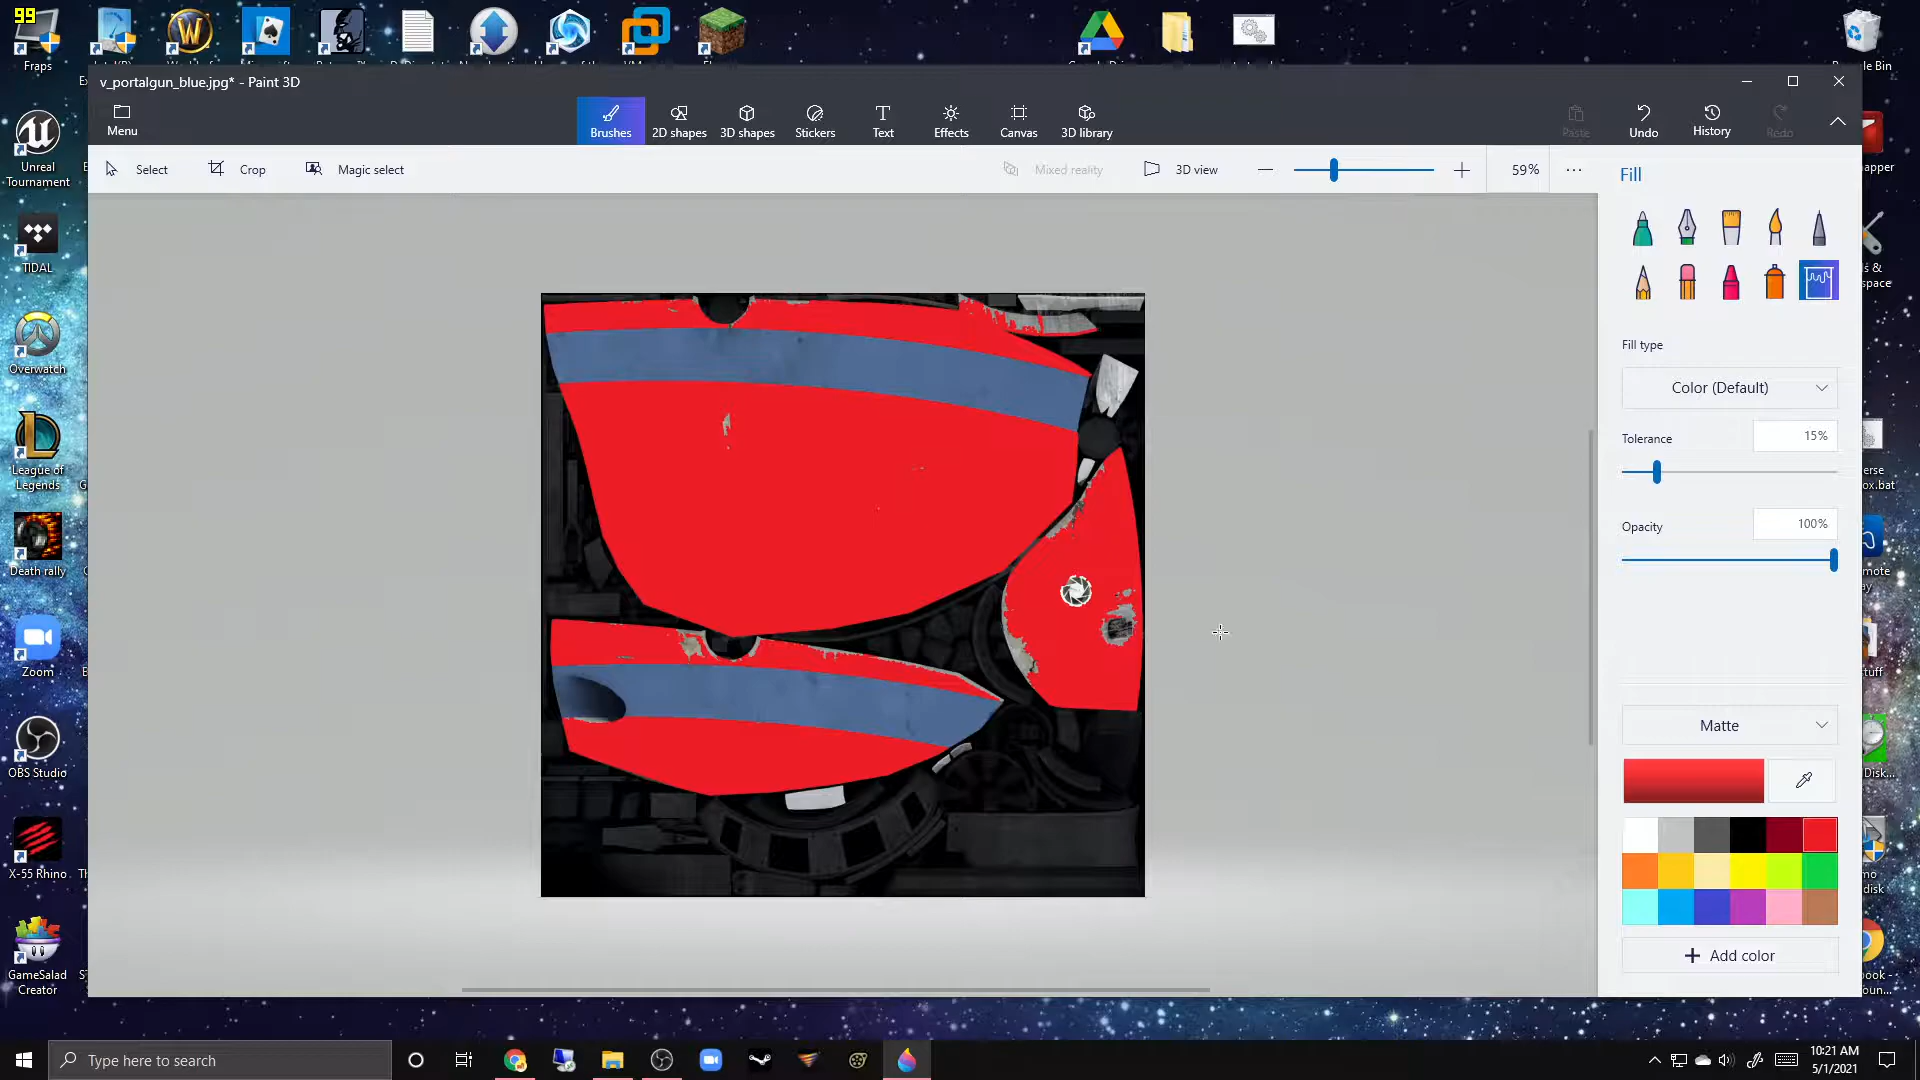 99
Fraps
Recycle Bin
v_portalgun_blue.jpg* - Paint 3D
Menu
Brushes
2D shapes
3D shapes
Stickers
Text
Effects
Canvas
3D library
Paste
Undo
History
Redo
Select
Crop
Magic select
Mixed reality
3D view
59%
Fill
Fill type
Color (Default)
Tolerance
15%
Opacity
100%
Matte
Add color
Unreal
Tournament
TIDAL
Overwatch
League of
Legends
Death rally
Zoom
OBS Studio
X-55 Rhino
GameSalad
Creator
Type here to search
10:21 AM
5/1/2021